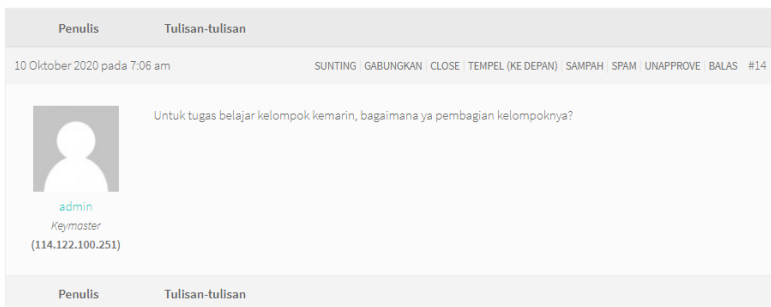 Penulis Tulisan-tulisan
10 Oktober 2020 pada 7:06 am SUNTING | GABUNGKAN | CLOSE | TEMPEL (KE DEPAN) | SAMPAH | SPAM | UNAPPROVE | BALAS #14
Untuk tugas belajar kelompok kemarin, bagaimana ya pembagian kelompoknya?
admin
Keymaster
(114.122.100.251)
Penulis Tulisan-tulisan